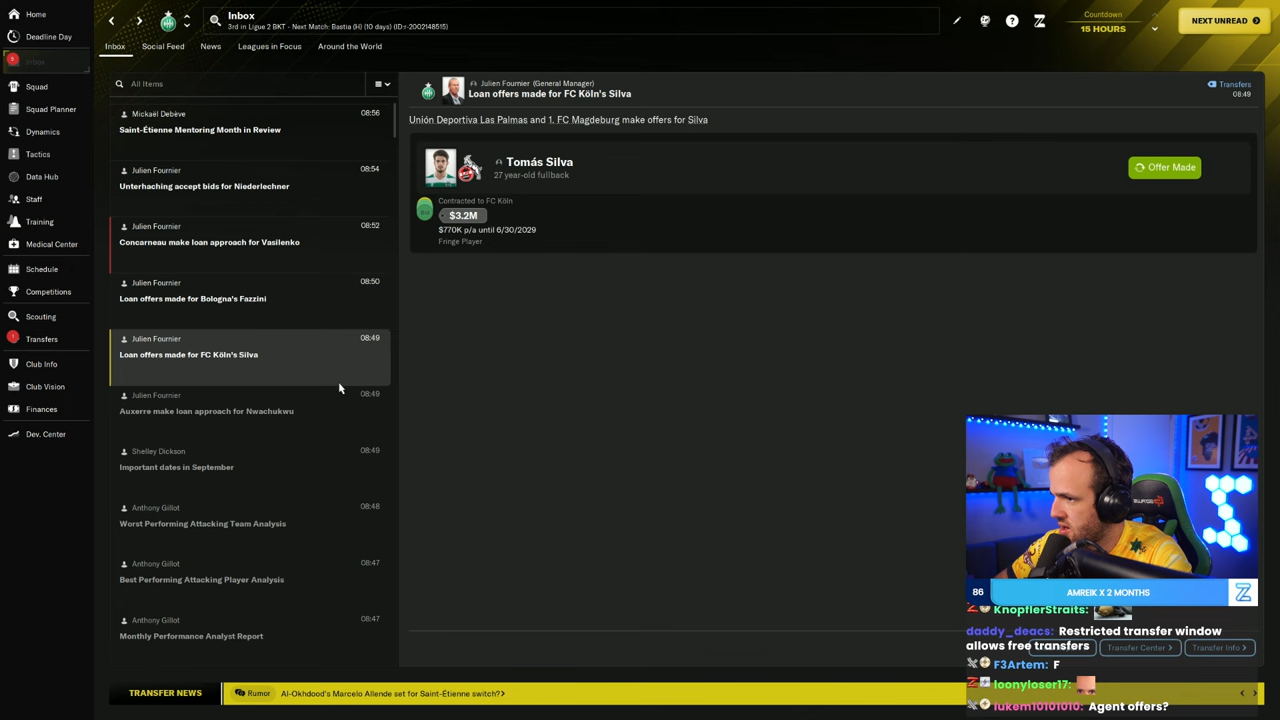 Home
Deadline Day
Inbox
Squad
Squad Planner
Dynamics
Tactics
Data Hub
Staff
Training
Medical Center
Schedule
Competitions
Scouting
Transfers
Club Info
Club Vision
Finances
Dev. Center
Inbox
3rd in Ligue 2 BKT - Next Match: Bastia (H) (10 days) (ID:r-2002148515)
Countdown
15 HOURS
NEXT UNREAD
Inbox
Social Feed
News
Leagues in Focus
Around the World
All Items
Mickaël Debève 08:56
Saint-Étienne Mentoring Month in Review
Julien Fournier 08:54
Unterhaching accept bids for Niederlechner
Julien Fournier 08:52
Concarneau make loan approach for Vasilenko
Julien Fournier 08:50
Loan offers made for Bologna's Fazzini
Julien Fournier 08:49
Loan offers made for FC Köln's Silva
Julien Fournier 08:49
Auxerre make loan approach for Nwachukwu
Shelley Dickson 08:49
Important dates in September
Anthony Gillot 08:48
Worst Performing Attacking Team Analysis
Anthony Gillot 08:47
Best Performing Attacking Player Analysis
Anthony Gillot 08:47
Monthly Performance Analyst Report
Julien Fournier (General Manager)
Loan offers made for FC Köln's Silva
Transfers
08:49
Unión Deportiva Las Palmas and 1. FC Magdeburg make offers for Silva
Tomás Silva
27 year-old fullback
Offer Made
Contracted to FC Köln
$3.2M
$770K p/a until 6/30/2029
Fringe Player
86 AMREIK X 2 MONTHS
KnopflerStraits:
daddy_deacs: Restricted transfer window
allows free transfers
Transfer Center >
Transfer Info >
F3Artem: F
loonyloser17:
lukem10101010: Agent offers?
TRANSFER NEWS
Rumor
Al-Okhdood's Marcelo Allende set for Saint-Étienne switch?>